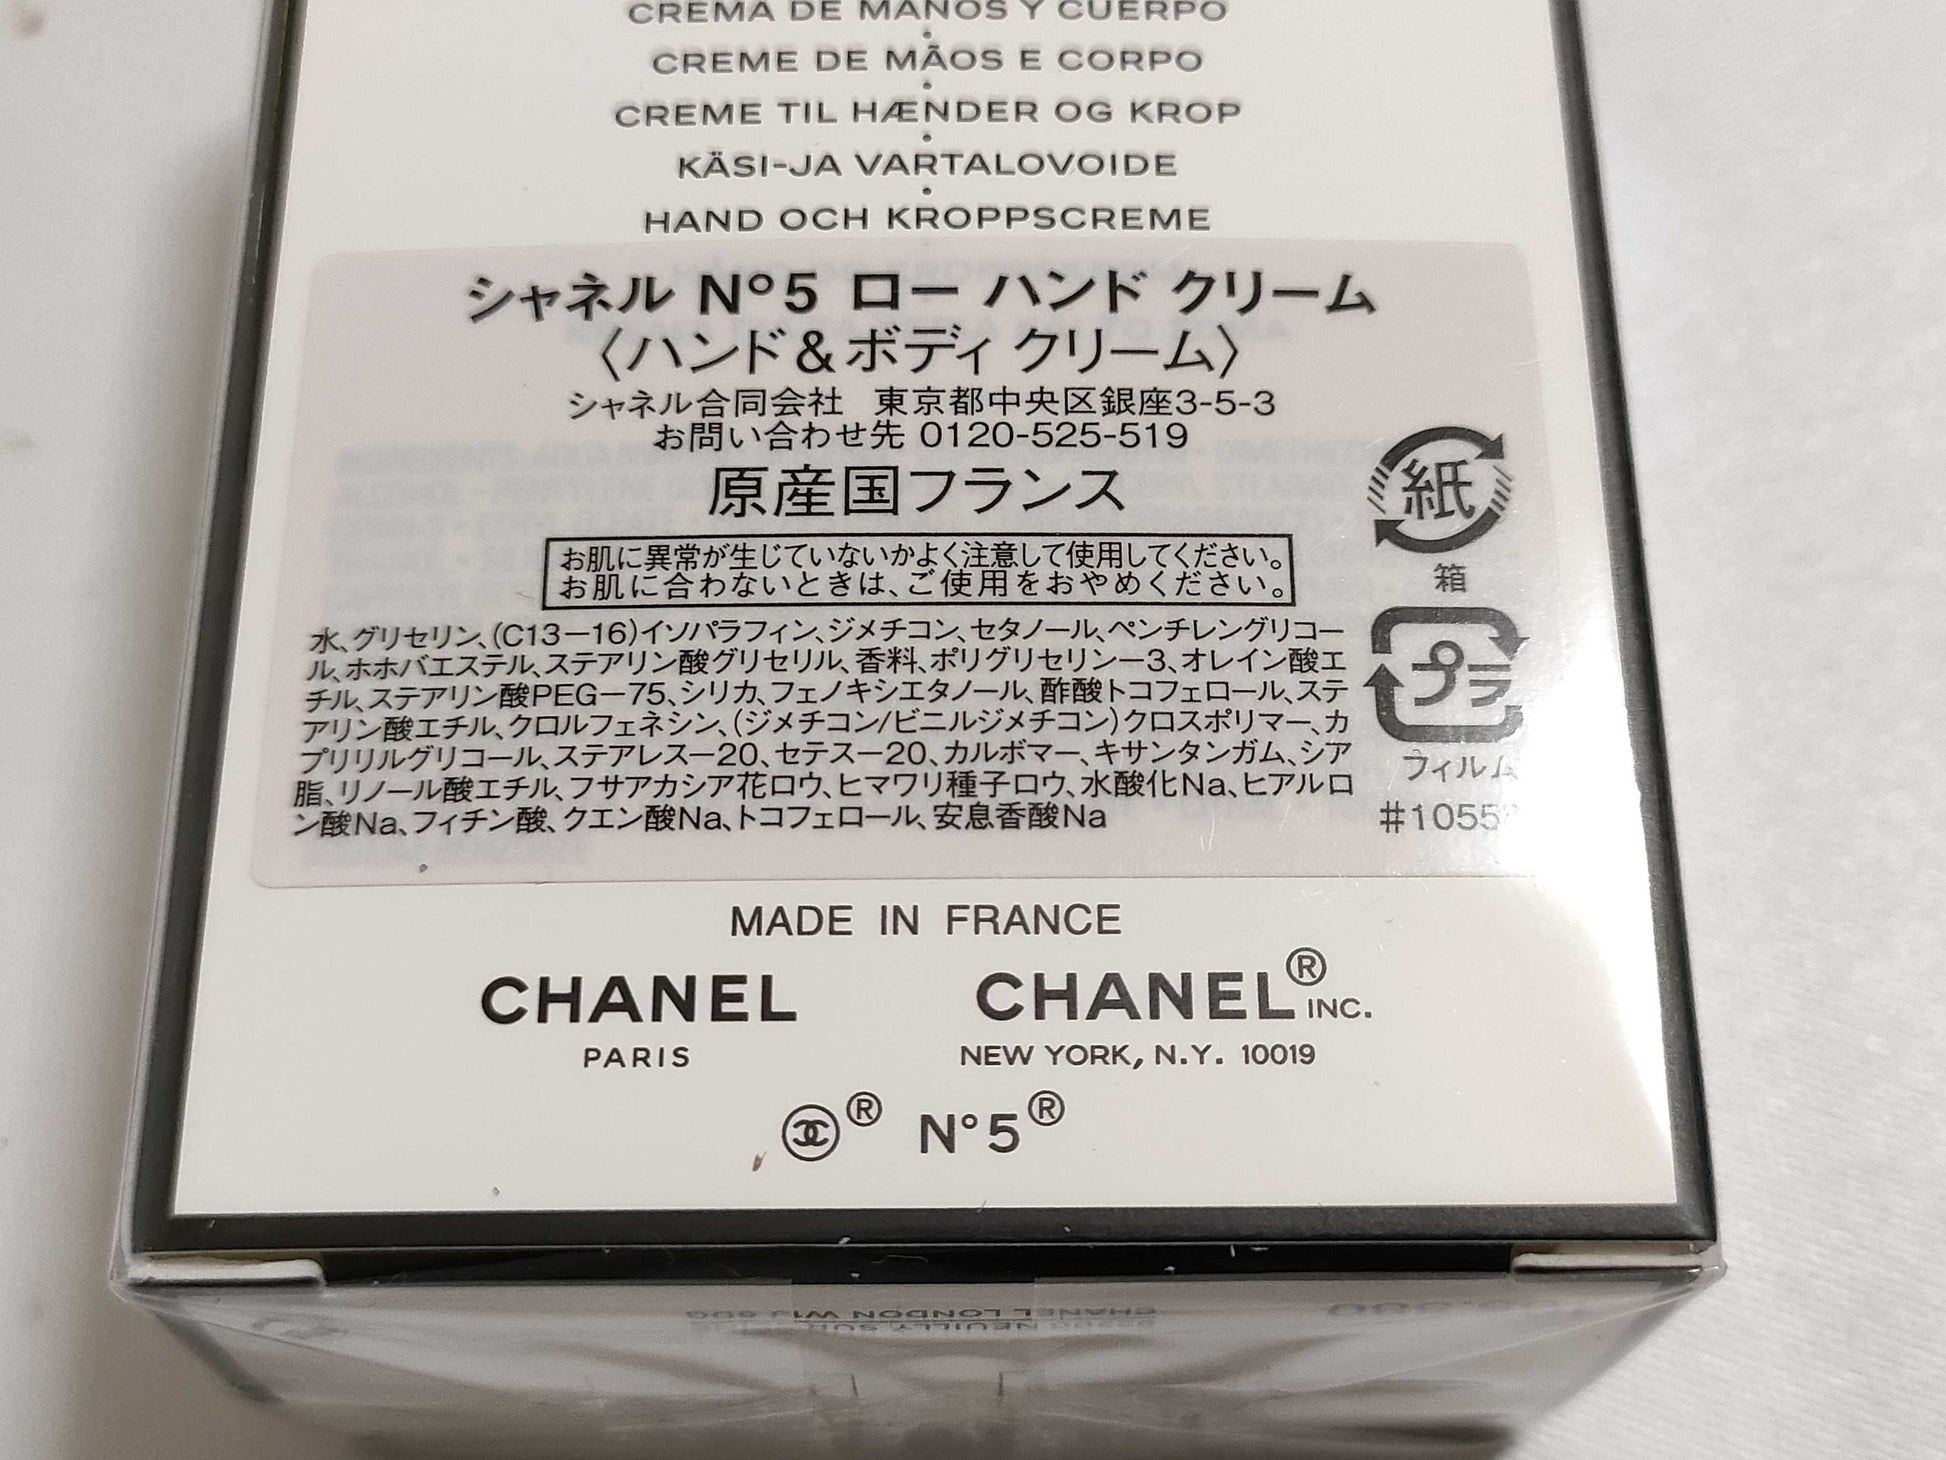 CREMA DE MANOS Y CUERPO
CREME DE MÃOS E CORPO
CREME TIL HÆNDER OG KROP
KÄSI-JA VARTALOVOIDE
HAND OCH KROPPSCREME
シャネル N°5 ロー ハンド クリーム
〈ハンド&ボディ クリーム〉
シャネル合同会社 東京都中央区銀座3-5-3
お問い合わせ先 0120-525-519
原産国フランス
お肌に異常が生じていないかよく注意して使用してください。
お肌に合わないときは、ご使用をおやめください。
水、グリセリン、(C13-16)イソパラフィン、ジメチコン、セタノール、ペンチレングリコー
ル、ホホバエステル、ステアリン酸グリセリル、香料、ポリグリセリン-3、オレイン酸エ
チル、ステアリン酸PEG-75、シリカ、フェノキシエタノール、酢酸トコフェロール、ステ
アリン酸エチル、クロルフェネシン、(ジメチコン/ビニルジメチコン)クロスポリマー、カ
プリリルグリコール、ステアレス-20、セテス-20、カルボマー、キサンタンガム、シア
脂、リノール酸エチル、フサアカシア花ロウ、ヒマワリ種子ロウ、水酸化Na、ヒアルロ
ン酸Na、フィチン酸、クエン酸Na、トコフェロール、安息香酸Na
紙
箱
プラ
フィルム
MADE IN FRANCE
CHANEL
PARIS
CHANEL® INC.
NEW YORK, N.Y. 10019
® N°5®
CHANEL LONDON W1J 6DG